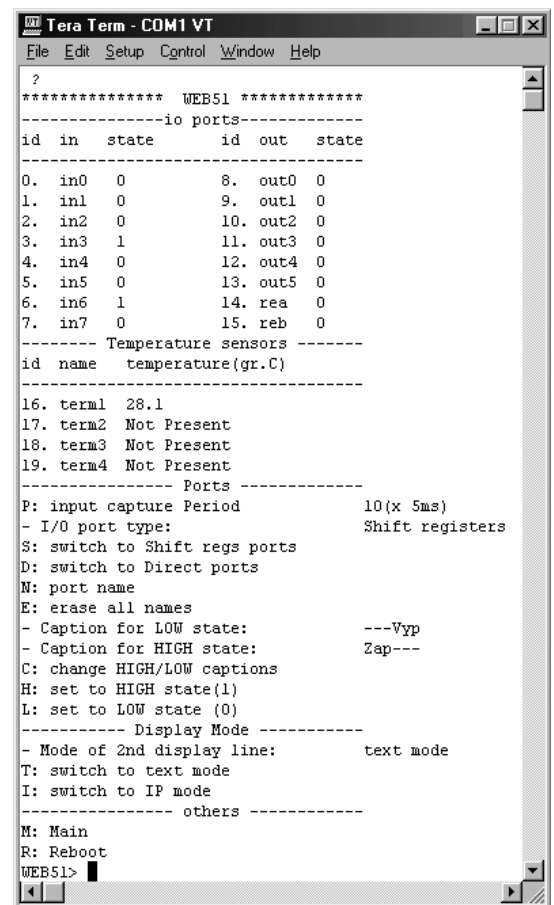 Tera Term - COM1 VT
File Edit Setup Control Window Help
?
*************** WEB51 *************
----------------io ports-------------
id in state id out state
-------------------------------------
0. in0 0 8. out0 0
1. in1 0 9. out1 0
2. in2 0 10. out2 0
3. in3 1 11. out3 0
4. in4 0 12. out4 0
5. in5 0 13. out5 0
6. in6 1 14. rea 0
7. in7 0 15. reb 0
-------- Temperature sensors -------
id name temperature(gr.C)
-------------------------------------
16. term1 28.1
17. term2 Not Present
18. term3 Not Present
19. term4 Not Present
----------------- Ports -------------
P: input capture Period 10(x 5ms)
- I/O port type: Shift registers
S: switch to Shift regs ports
D: switch to Direct ports
N: port name
E: erase all names
- Caption for LOW state: ---Vyp
- Caption for HIGH state: Zap---
C: change HIGH/LOW captions
H: set to HIGH state(1)
L: set to LOW state (0)
----------- Display Mode -----------
- Mode of 2nd display line: text mode
T: switch to text mode
I: switch to IP mode
---------------- others ------------
M: Main
R: Reboot
WEB51>